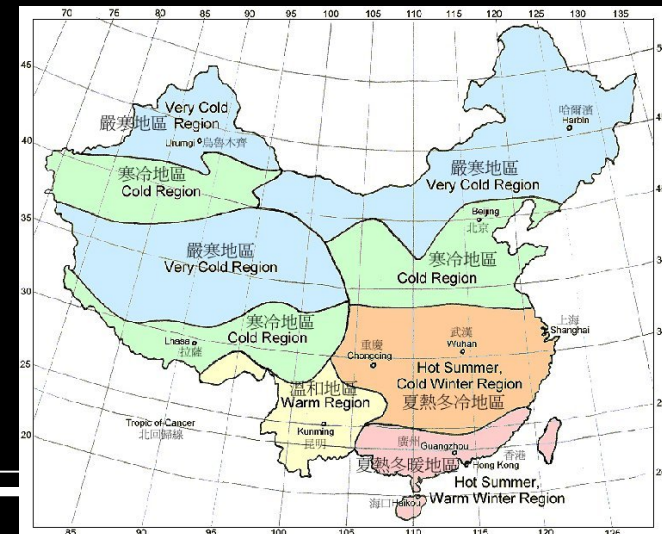 70 75 80 85 90 95 100 105 110 115 120 125 130 135
45
Very Cold
嚴寒地區 Region
Urumqi 烏魯木齊
哈爾濱
Harbin
40
寒冷地區
Cold Region
嚴寒地區
Very Cold Region
Beijing
北京
35
嚴寒地區
Very Cold Region
寒冷地區
Cold Region
30
寒冷地區
Cold Region
Lhasa
拉薩
重慶
Chongqing
武漢
Wuhan
上海
Shanghai
25
Hot Summer,
Cold Winter Region
夏熱冬冷地區
溫和地區
Warm Region
Tropic of Cancer
北回歸線
Kunming
昆明
20
廣州
Guangzhou
香港
Hong Kong
夏熱冬暖地區
Hot Summer,
Warm Winter Region
海口 Haikou
85 90 95 100 105 110 115 120 125